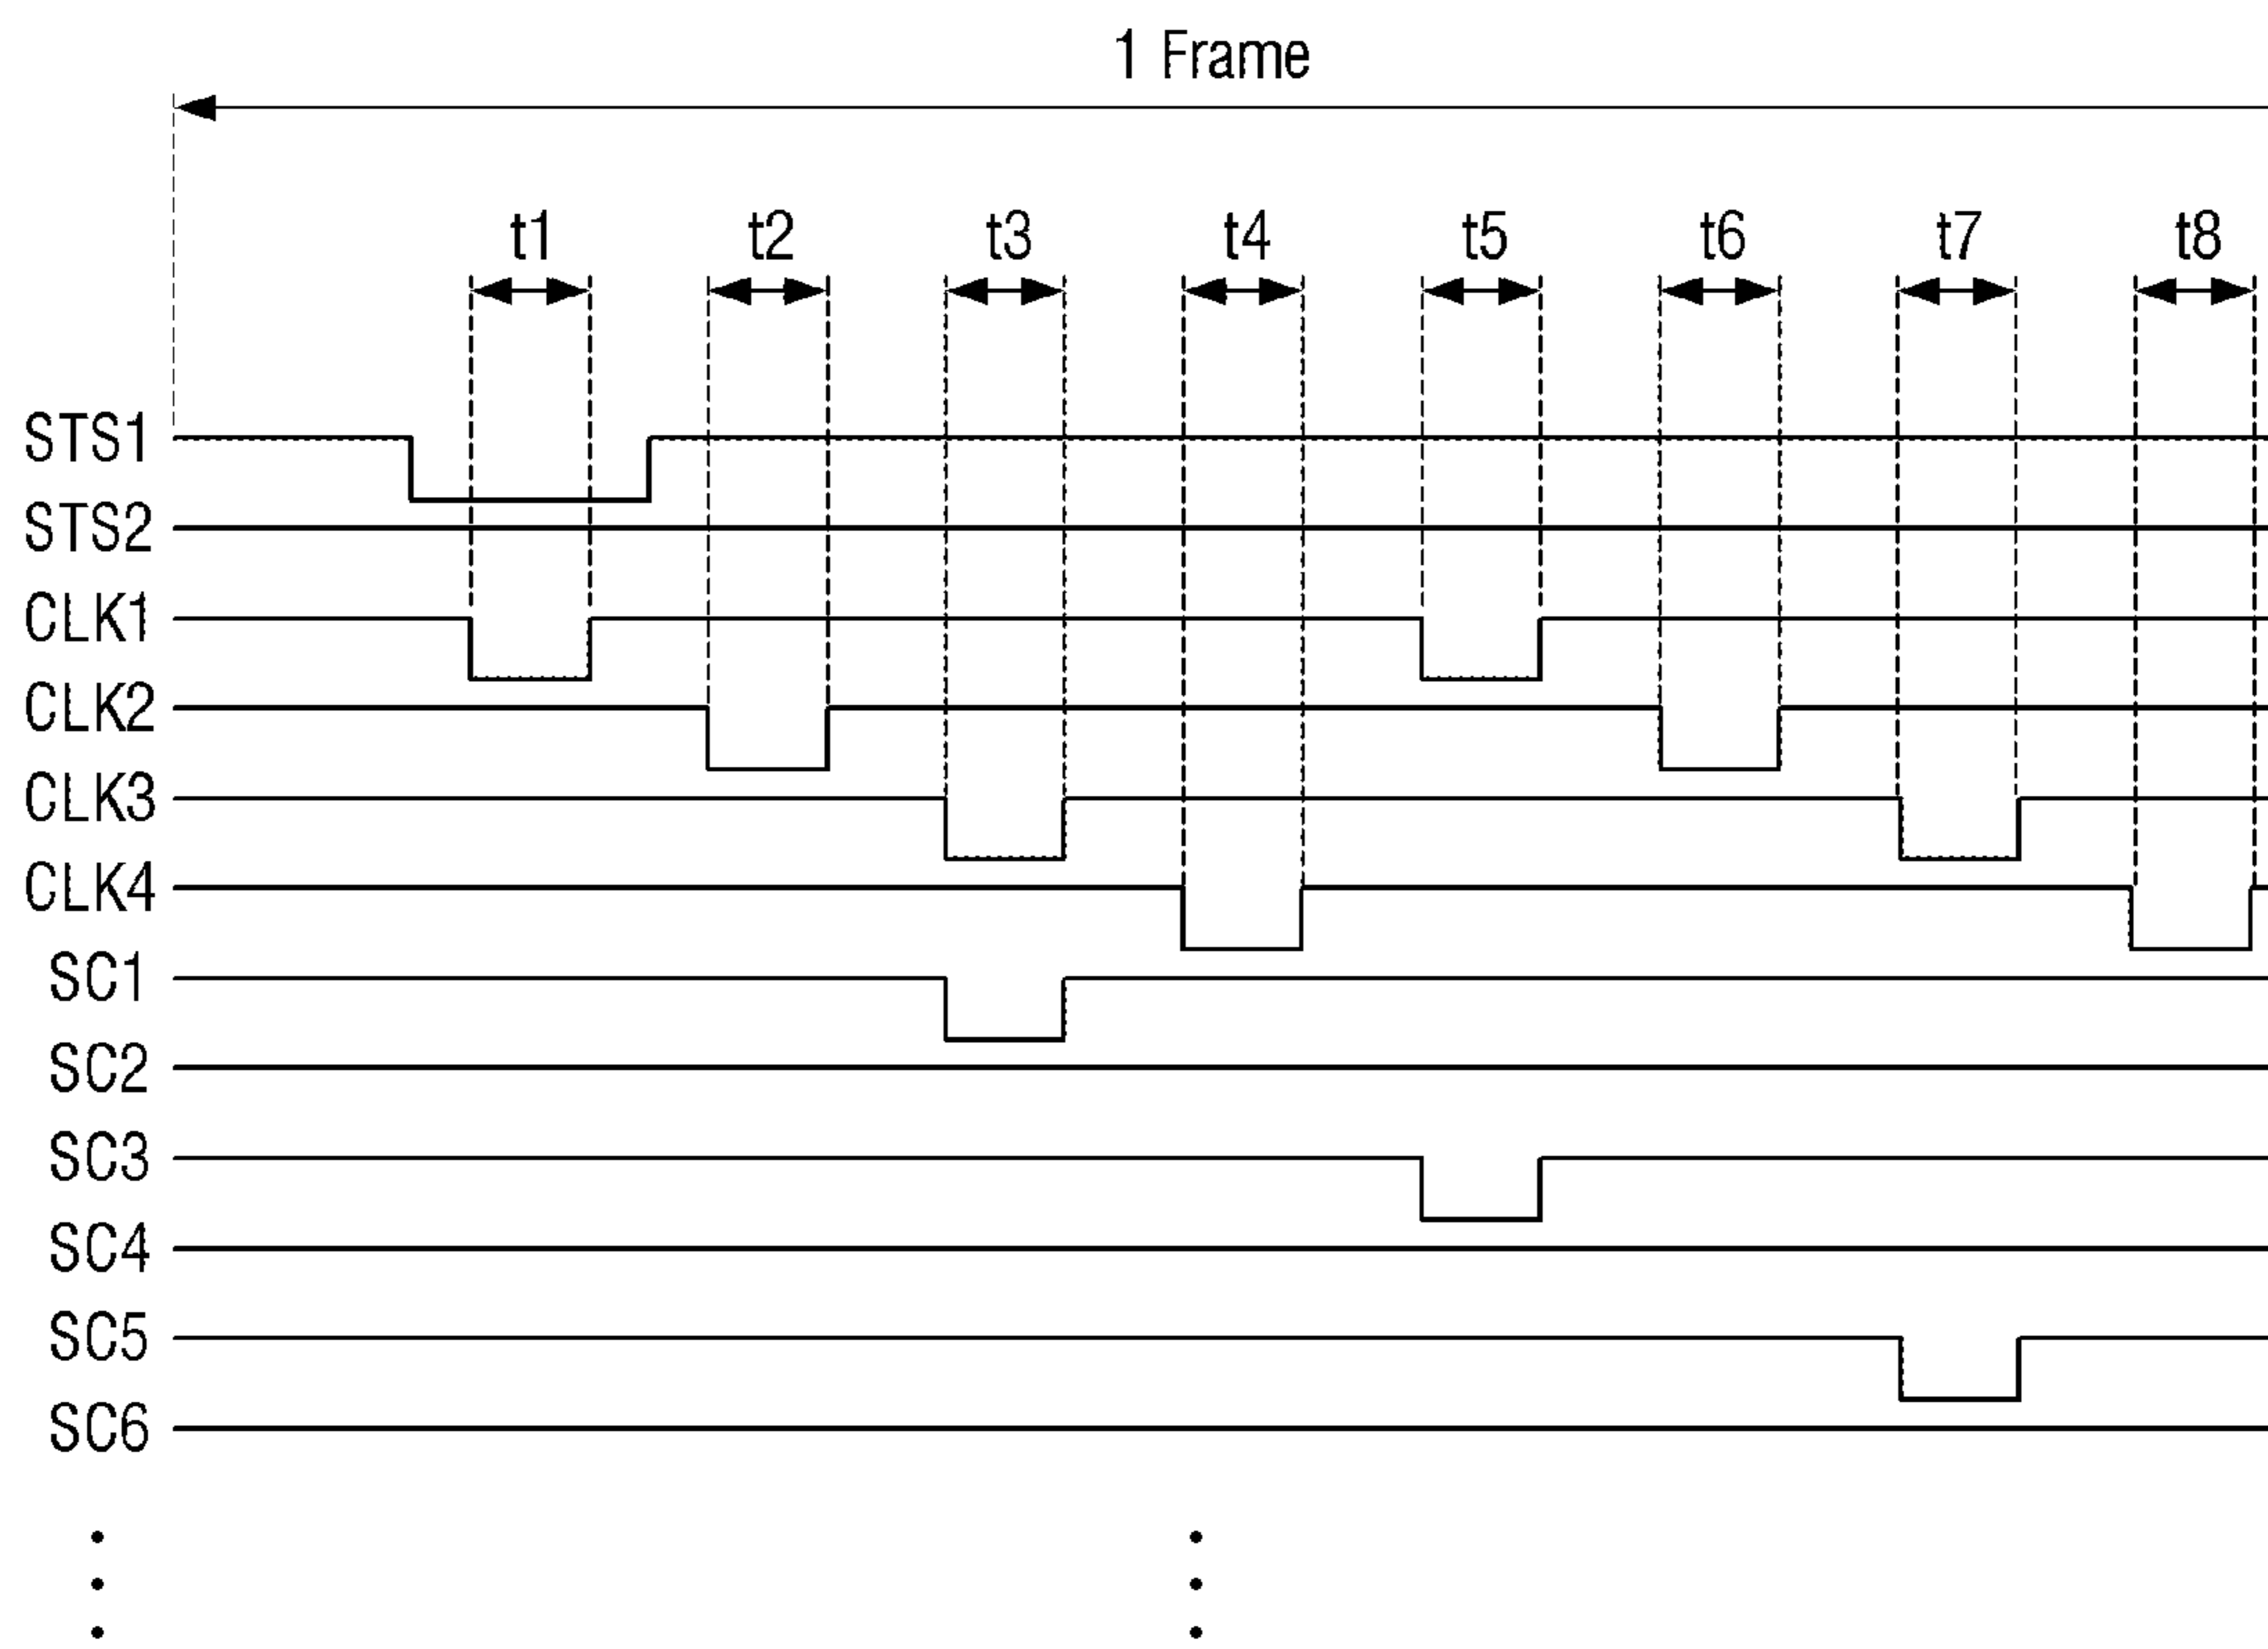 1 Frame
t1 t2 t3 t4 t5 t6 t7 t8
STS1
STS2
CLK1
CLK2
CLK3
CLK4
SC1
SC2
SC3
SC4
SC5
SC6